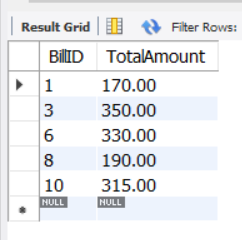 Result Grid Filter Rows:
BillID TotalAmount
1 170.00
3 350.00
6 330.00
8 190.00
10 315.00
NULL NULL